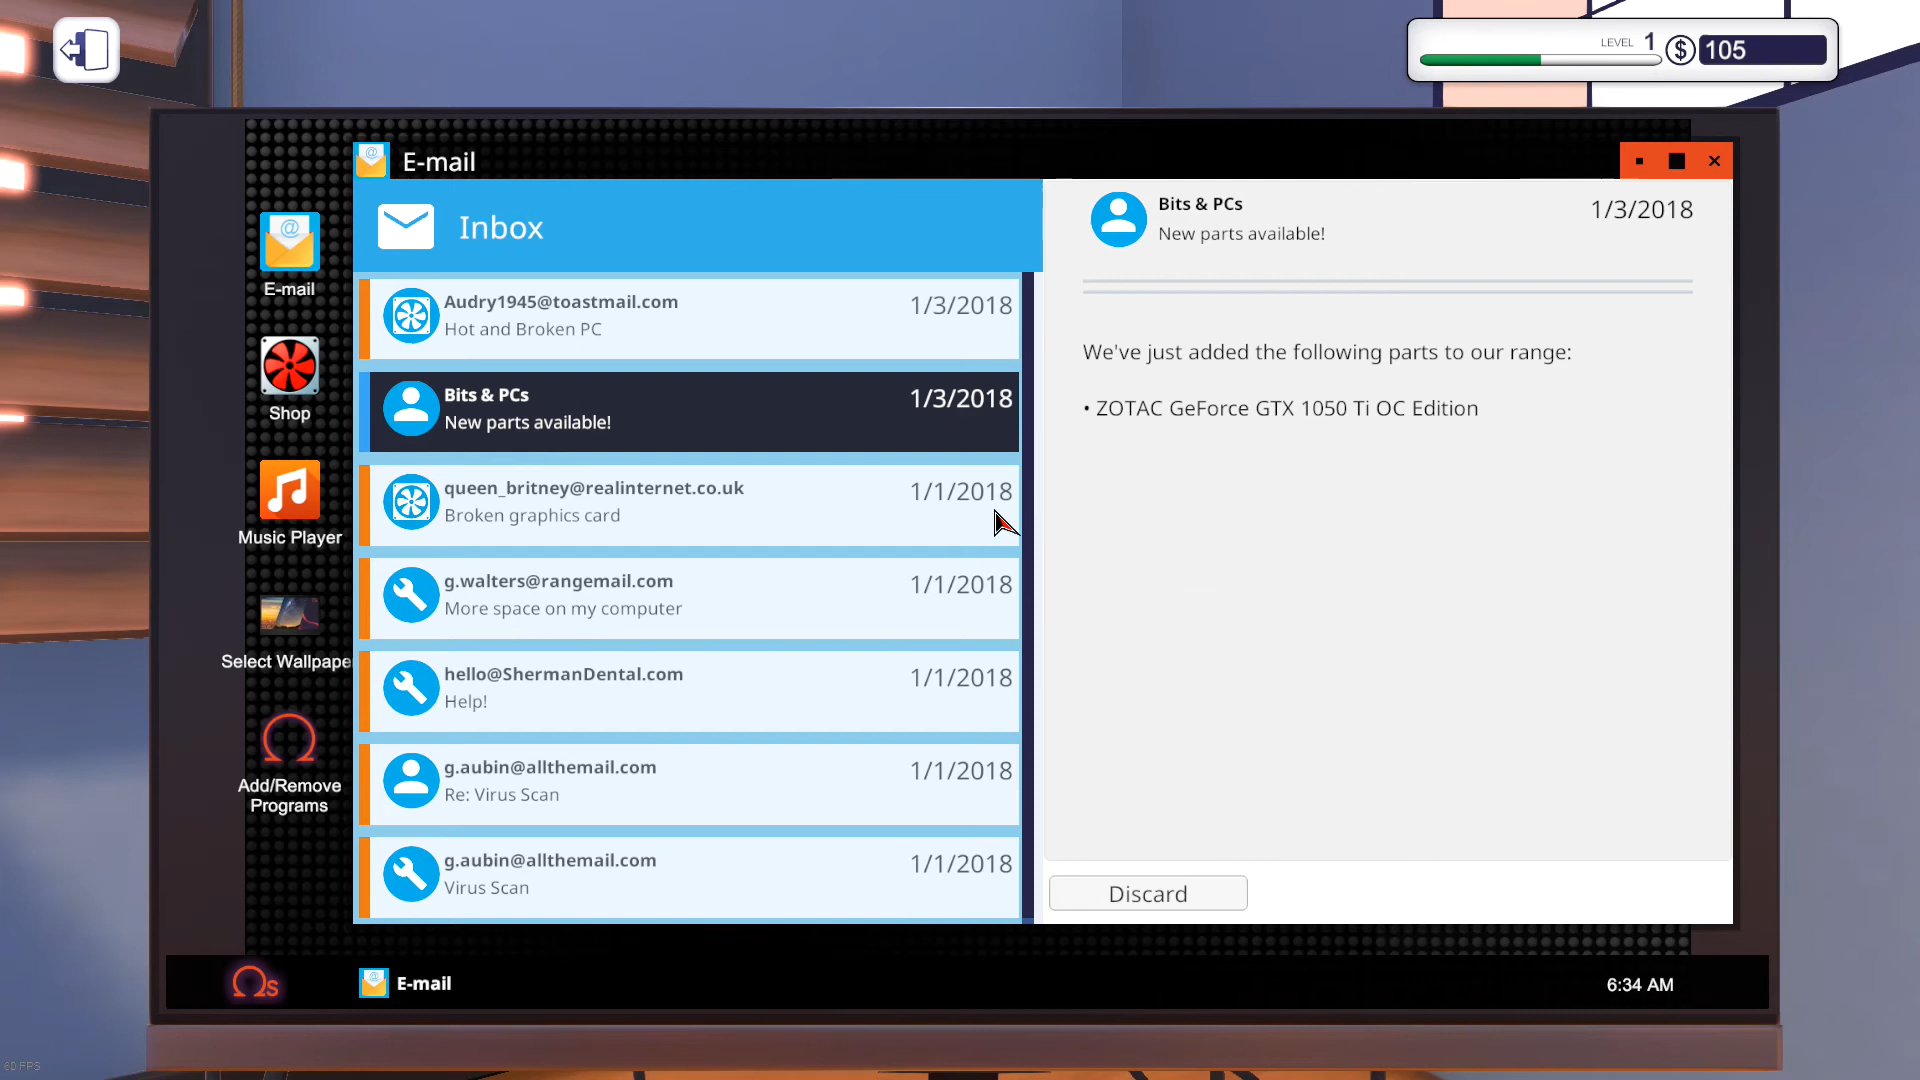 LEVEL 1 $ 105
E-mail
Inbox
Audry1945@toastmail.com 1/3/2018
Hot and Broken PC
Bits & PCs 1/3/2018
New parts available!
queen_britney@realinternet.co.uk 1/1/2018
Broken graphics card
g.walters@rangemail.com 1/1/2018
More space on my computer
hello@ShermanDental.com 1/1/2018
Help!
g.aubin@allthemail.com 1/1/2018
Re: Virus Scan
g.aubin@allthemail.com 1/1/2018
Virus Scan
Bits & PCs 1/3/2018
New parts available!
We've just added the following parts to our range:
• ZOTAC GeForce GTX 1050 Ti OC Edition
Discard
E-mail
Shop
Music Player
Select Wallpape
Add/Remove
Programs
Ωs E-mail 6:34 AM
60 FPS